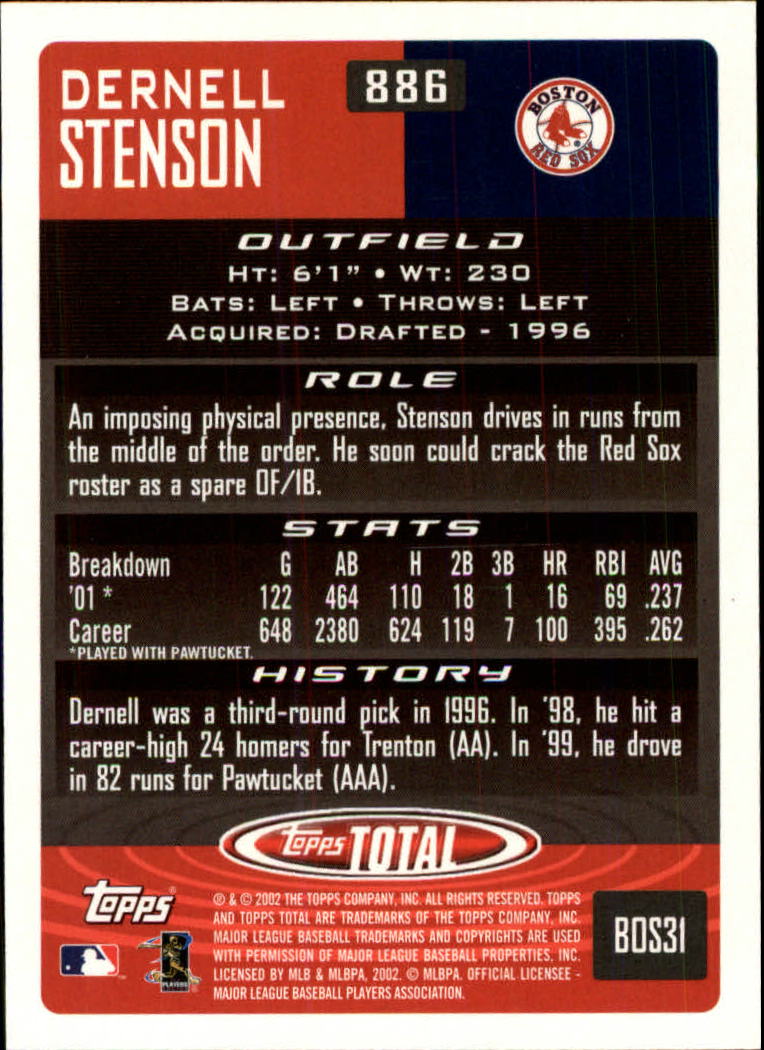 DERNELL
STENSON
886
BOSTON
RED SOX
OUTFIELD
HT: 6'1" • WT: 230
BATS: LEFT • THROWS: LEFT
ACQUIRED: DRAFTED - 1996
ROLE
An imposing physical presence, Stenson drives in runs from
the middle of the order. He soon could crack the Red Sox
roster as a spare OF/1B.
STATS
Breakdown G AB H 2B 3B HR RBI AVG
'01 * 122 464 110 18 1 16 69 .237
Career 648 2380 624 119 7 100 395 .262
*PLAYED WITH PAWTUCKET.
HISTORY
Dernell was a third-round pick in 1996. In '98, he hit a
career-high 24 homers for Trenton (AA). In '99, he drove
in 82 runs for Pawtucket (AAA).
topps TOTAL
topps®
® & © 2002 THE TOPPS COMPANY, INC. ALL RIGHTS RESERVED. TOPPS
AND TOPPS TOTAL ARE TRADEMARKS OF THE TOPPS COMPANY, INC.
MAJOR LEAGUE BASEBALL TRADEMARKS AND COPYRIGHTS ARE USED
WITH PERMISSION OF MAJOR LEAGUE BASEBALL PROPERTIES, INC.
LICENSED BY MLB & MLBPA, 2002. © MLBPA. OFFICIAL LICENSEE -
MAJOR LEAGUE BASEBALL PLAYERS ASSOCIATION.
BOS31
PLAYERS